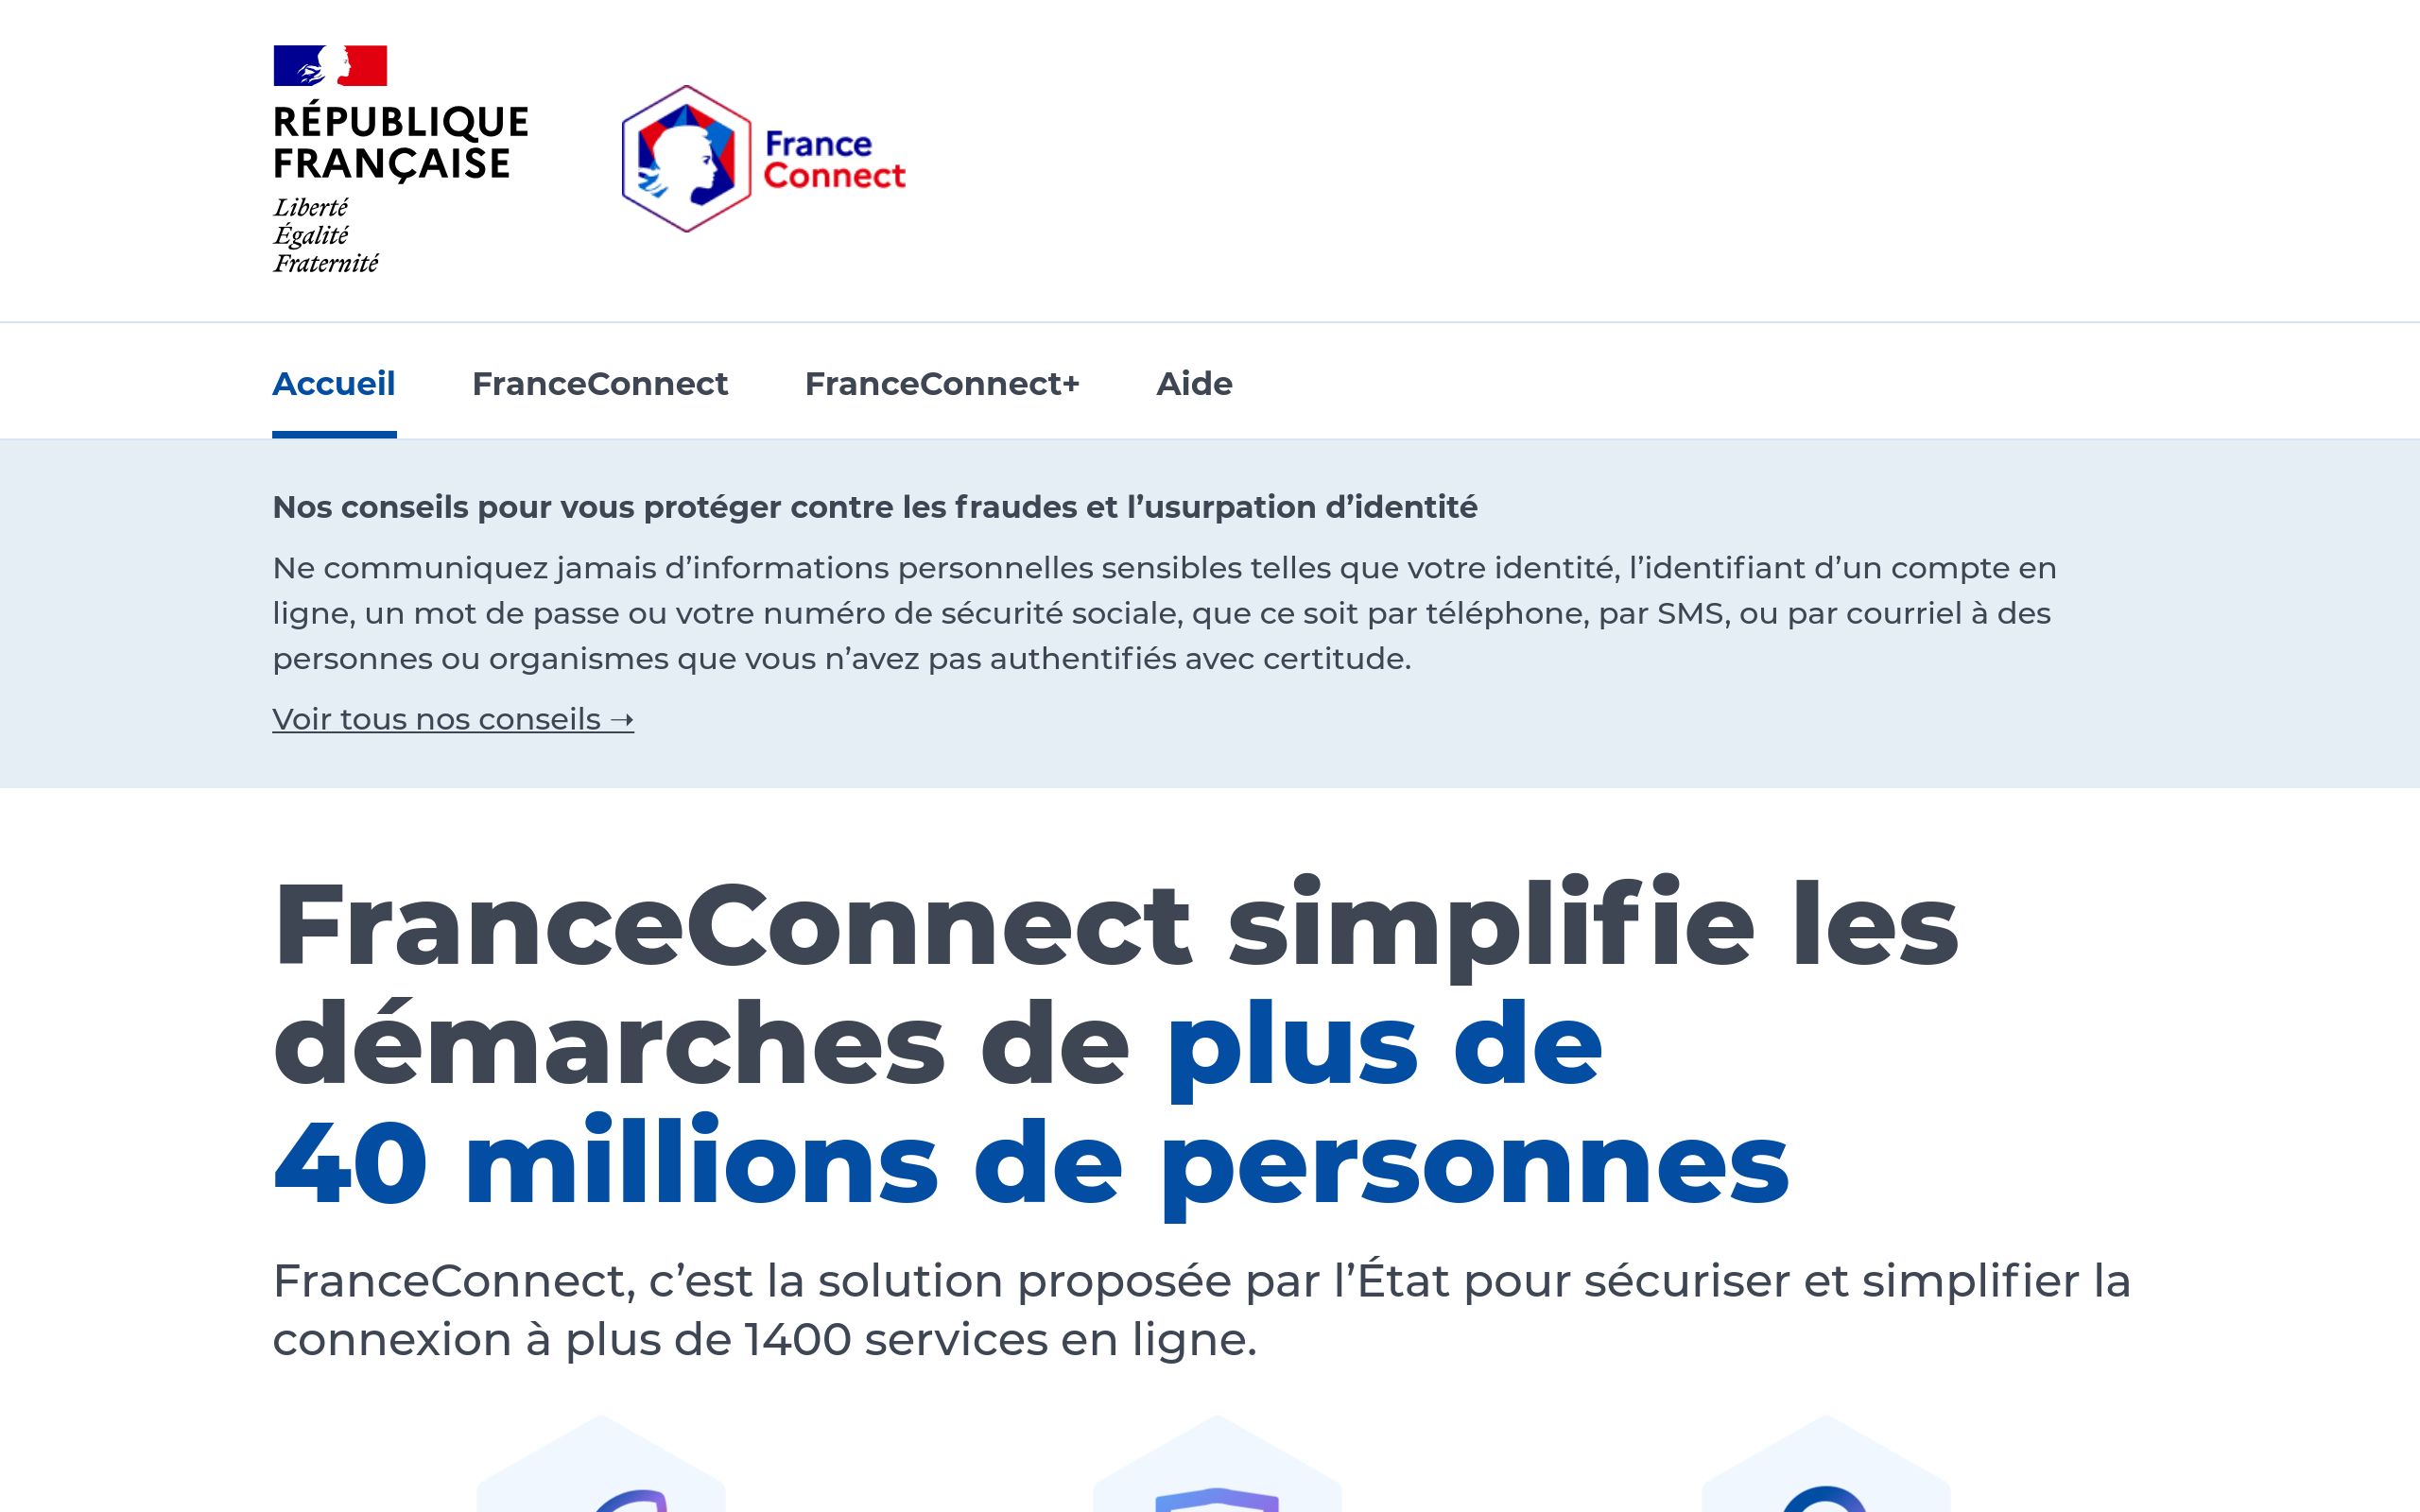 RÉPUBLIQUE
FRANÇAISE
Liberté
Égalité
Fraternité
France
Connect
Accueil
FranceConnect
FranceConnect+
Aide
Nos conseils pour vous protéger contre les fraudes et l’usurpation d’identité
Ne communiquez jamais d’informations personnelles sensibles telles que votre identité, l’identifiant d’un compte en
ligne, un mot de passe ou votre numéro de sécurité sociale, que ce soit par téléphone, par SMS, ou par courriel à des
personnes ou organismes que vous n’avez pas authentifiés avec certitude.
Voir tous nos conseils →
FranceConnect simplifie les
démarches de plus de
40 millions de personnes
FranceConnect, c’est la solution proposée par l’État pour sécuriser et simplifier la
connexion à plus de 1400 services en ligne.